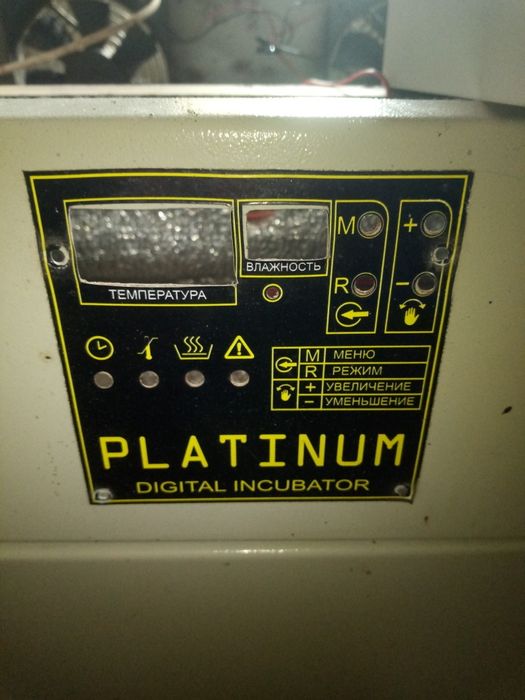 ТЕМПЕРАТУРА
ВЛАЖНОСТЬ
M
+
R
−
M МЕНЮ
R РЕЖИМ
+ УВЕЛИЧЕНИЕ
− УМЕНЬШЕНИЕ
PLATINUM
DIGITAL INCUBATOR